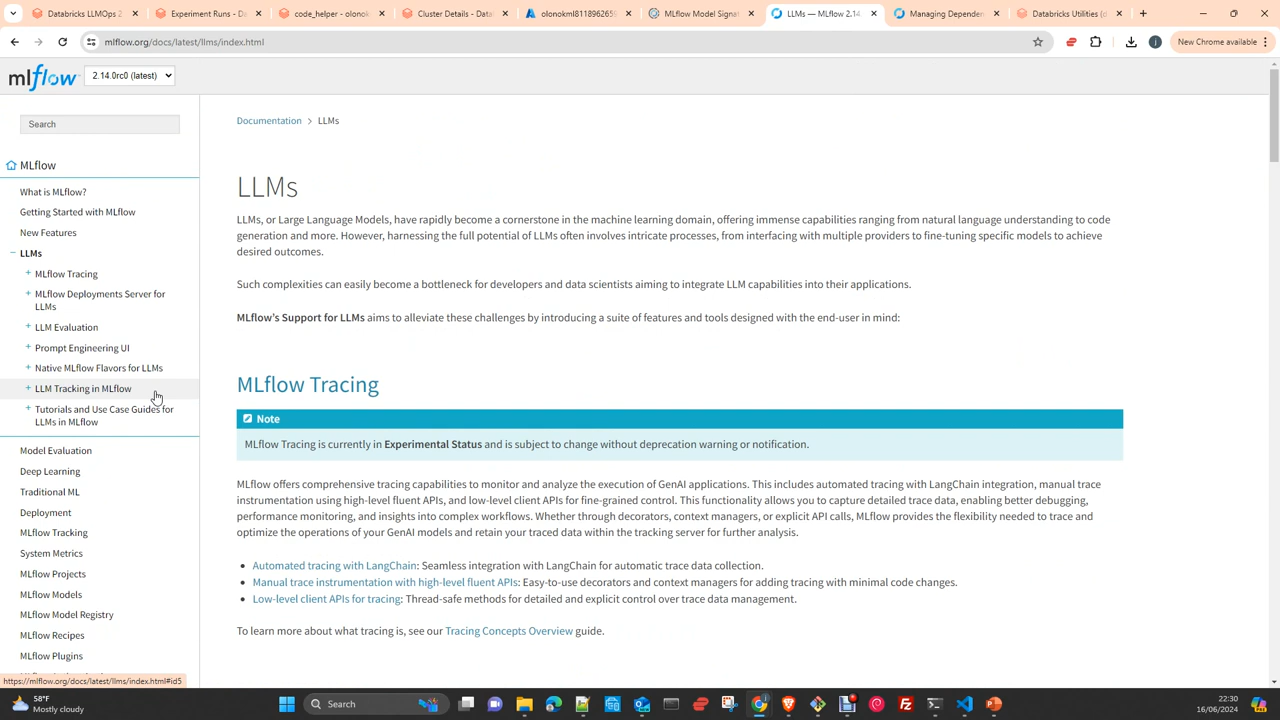 Databricks LLMOps 2
Experiment Runs - Da
code_helper - olonok
Cluster Details - Data
olonokml8118962659
MLflow Model Signat
LLMs — MLflow 2.14.
Managing Dependen
Databricks Utilities (d
mlflow.org/docs/latest/llms/index.html
New Chrome available
mlflow
2.14.0rc0 (latest)
Search
MLflow
What is MLflow?
Getting Started with MLflow
New Features
LLMs
MLflow Tracing
MLflow Deployments Server for
LLMs
LLM Evaluation
Prompt Engineering UI
Native MLflow Flavors for LLMs
LLM Tracking in MLflow
Tutorials and Use Case Guides for
LLMs in MLflow
Model Evaluation
Deep Learning
Traditional ML
Deployment
MLflow Tracking
System Metrics
MLflow Projects
MLflow Models
MLflow Model Registry
MLflow Recipes
MLflow Plugins
https://mlflow.org/docs/latest/llms/index.html#id5
Documentation > LLMs
LLMs
LLMs, or Large Language Models, have rapidly become a cornerstone in the machine learning domain, offering immense capabilities ranging from natural language understanding to code
generation and more. However, harnessing the full potential of LLMs often involves intricate processes, from interfacing with multiple providers to fine-tuning specific models to achieve
desired outcomes.
Such complexities can easily become a bottleneck for developers and data scientists aiming to integrate LLM capabilities into their applications.
MLflow's Support for LLMs aims to alleviate these challenges by introducing a suite of features and tools designed with the end-user in mind:
MLflow Tracing
Note
MLflow Tracing is currently in Experimental Status and is subject to change without deprecation warning or notification.
MLflow offers comprehensive tracing capabilities to monitor and analyze the execution of GenAI applications. This includes automated tracing with LangChain integration, manual trace
instrumentation using high-level fluent APIs, and low-level client APIs for fine-grained control. This functionality allows you to capture detailed trace data, enabling better debugging,
performance monitoring, and insights into complex workflows. Whether through decorators, context managers, or explicit API calls, MLflow provides the flexibility needed to trace and
optimize the operations of your GenAI models and retain your traced data within the tracking server for further analysis.
• Automated tracing with LangChain: Seamless integration with LangChain for automatic trace data collection.
• Manual trace instrumentation with high-level fluent APIs: Easy-to-use decorators and context managers for adding tracing with minimal code changes.
• Low-level client APIs for tracing: Thread-safe methods for detailed and explicit control over trace data management.
To learn more about what tracing is, see our Tracing Concepts Overview guide.
58°F
Mostly cloudy
Search
22:30
16/06/2024